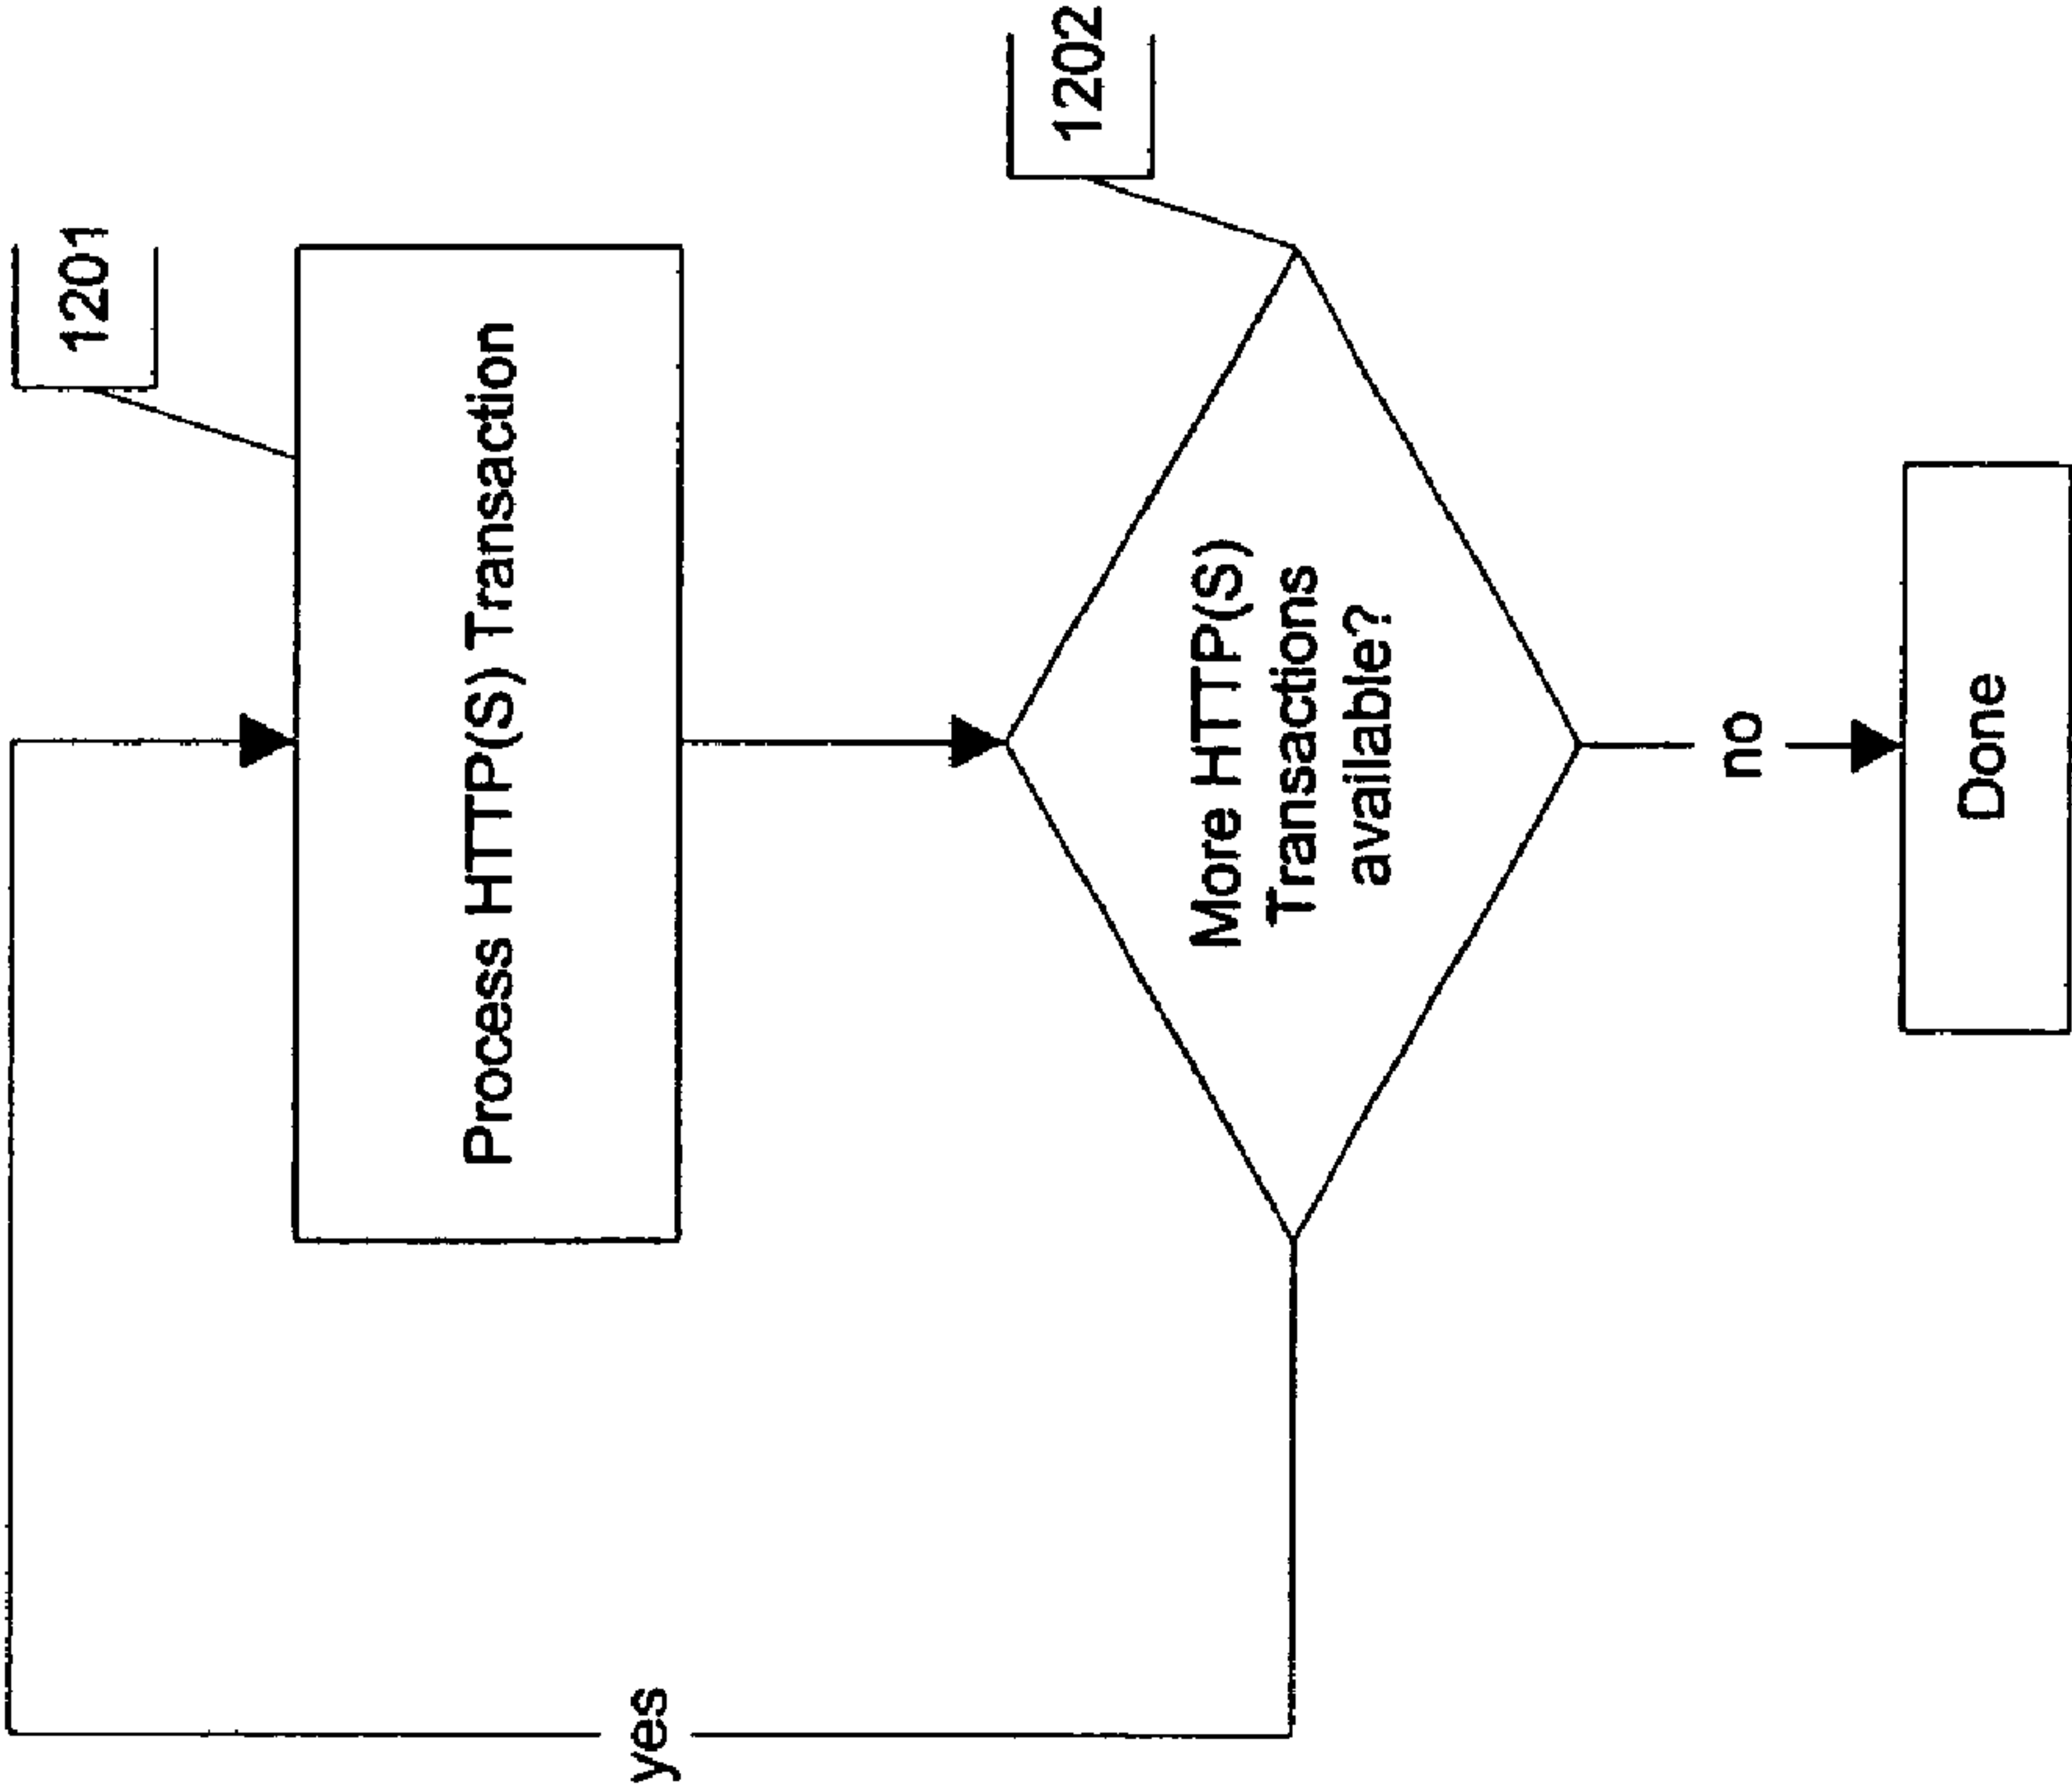 1201
Process HTTP(S) Transaction
1202
More HTTP(S)
Transactions
available?
yes
no
Done